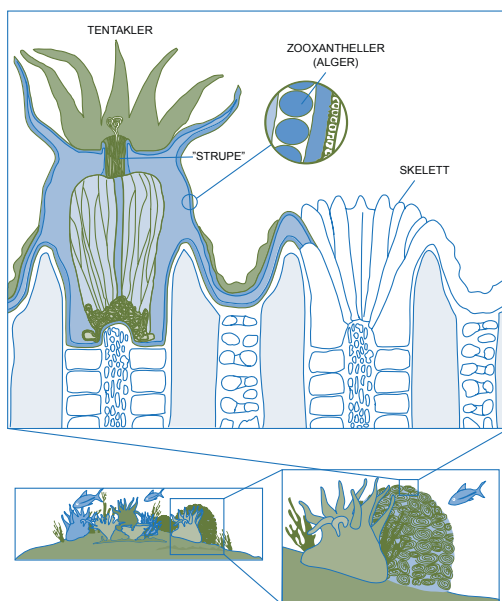 TENTAKLER
ZOOXANTHELLER
(ALGER)
"STRUPE"
SKELETT